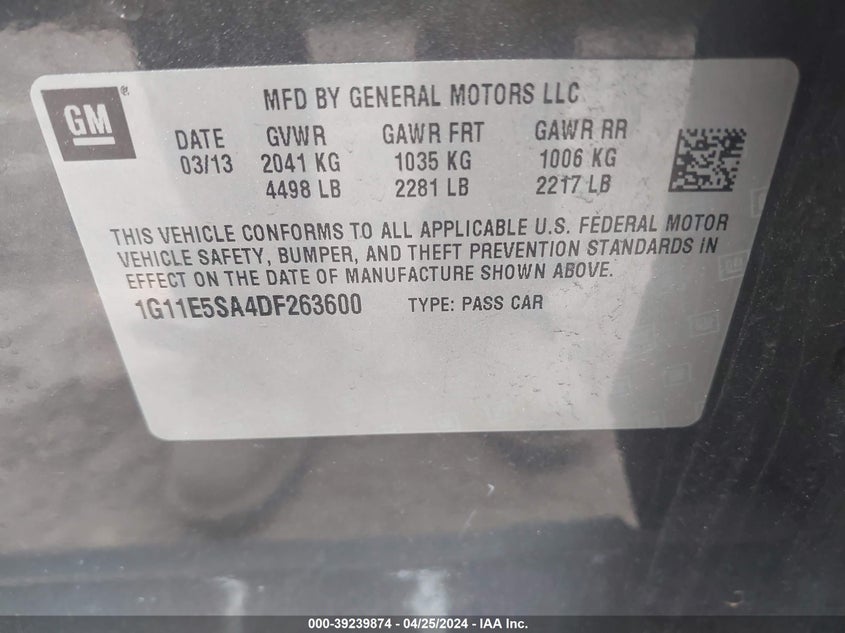 GM®
MFD BY GENERAL MOTORS LLC
DATE GVWR GAWR FRT GAWR RR
03/13 2041 KG 1035 KG 1006 KG
4498 LB 2281 LB 2217 LB
THIS VEHICLE CONFORMS TO ALL APPLICABLE U.S. FEDERAL MOTOR
VEHICLE SAFETY, BUMPER, AND THEFT PREVENTION STANDARDS IN
EFFECT ON THE DATE OF MANUFACTURE SHOWN ABOVE.
1G11E5SA4DF263600 TYPE: PASS CAR
000-39239874 - 04/25/2024 - IAA Inc.